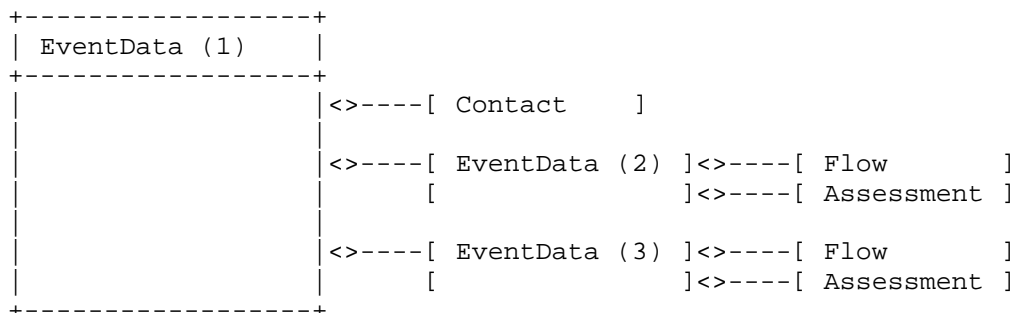 +------------------+
| EventData (1)    |
+------------------+
|                  |<>----[ Contact     ]
|                  |
|                  |<>----[ EventData (2) ]<>----[ Flow       ]
|                  |      [               ]<>----[ Assessment ]
|                  |
|                  |<>----[ EventData (3) ]<>----[ Flow       ]
|                  |      [               ]<>----[ Assessment ]
+------------------+